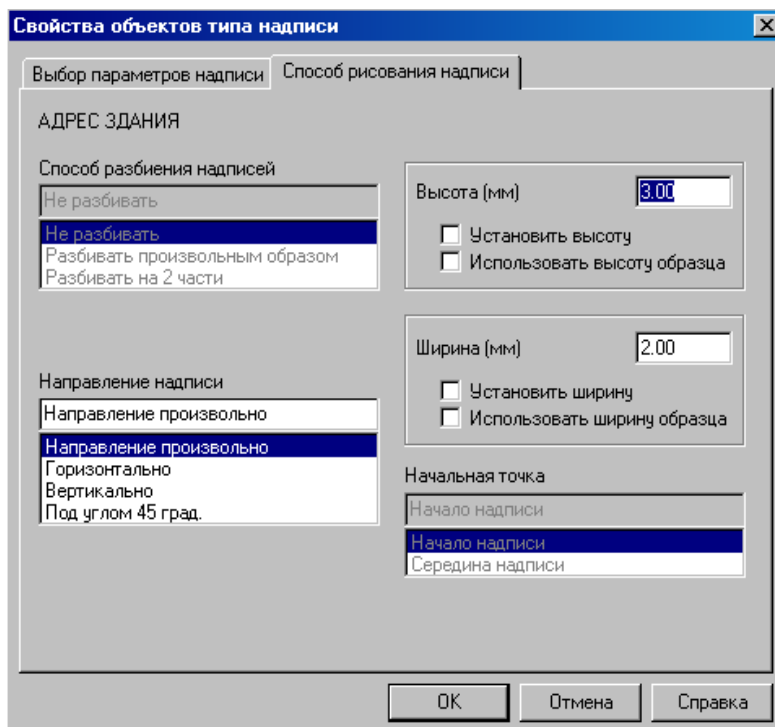 Свойства объектов типа надписи
Выбор параметров надписи
Способ рисования надписи
АДРЕС ЗДАНИЯ
Способ разбиения надписей
Не разбивать
Не разбивать
Разбивать произвольным образом
Разбивать на 2 части
Направление надписи
Направление произвольно
Направление произвольно
Горизонтально
Вертикально
Под углом 45 град.
Высота (мм) 3.00
Установить высоту
Использовать высоту образца
Ширина (мм) 2.00
Установить ширину
Использовать ширину образца
Начальная точка
Начало надписи
Начало надписи
Середина надписи
OK Отмена Справка